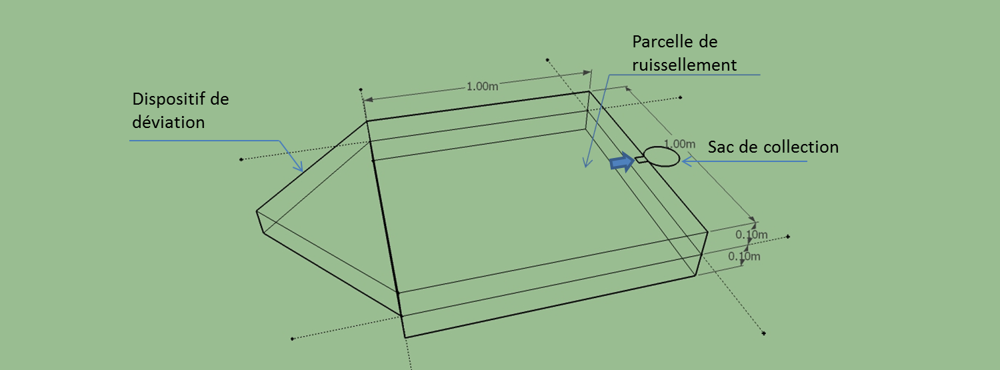 Parcelle de
ruissellement
1.00m
Dispositif de
déviation
1.00m
Sac de collection
0.10m
0.10m